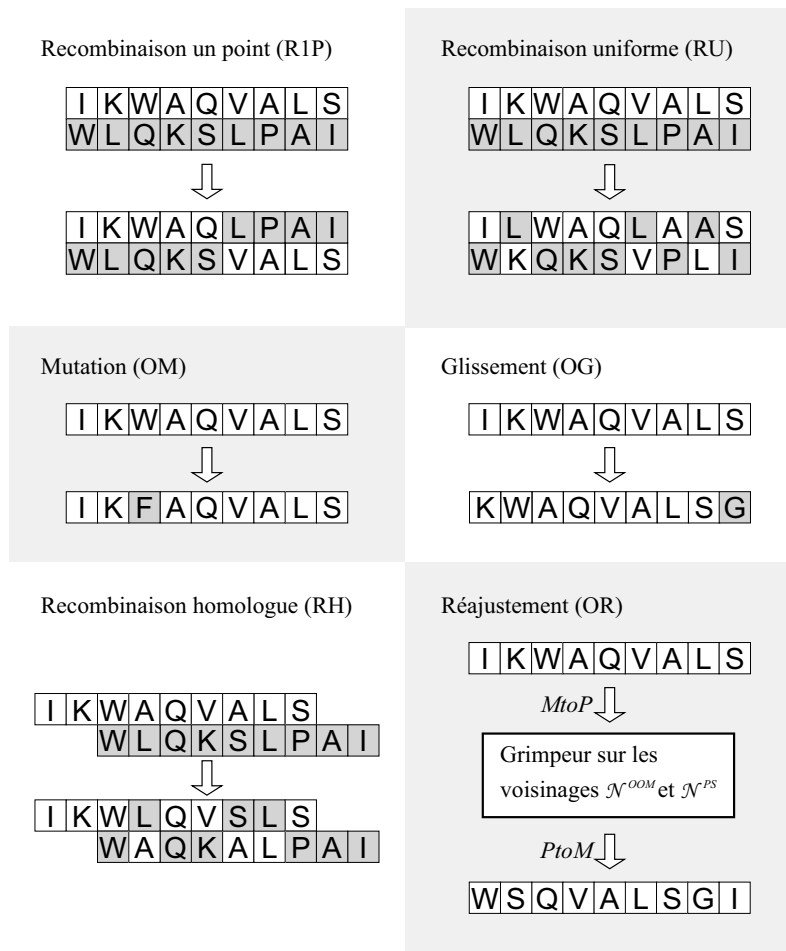 Recombinaison un point (R1P)
I K W A Q V A L S
W L Q K S L P A I
I K W A Q L P A I
W L Q K S V A L S
Recombinaison uniforme (RU)
I K W A Q V A L S
W L Q K S L P A I
I L W A Q L A A S
W K Q K S V P L I
Mutation (OM)
I K W A Q V A L S
I K F A Q V A L S
Glissement (OG)
I K W A Q V A L S
K W A Q V A L S G
Recombinaison homologue (RH)
I K W A Q V A L S
W L Q K S L P A I
I K W L Q V S L S
W A Q K A L P A I
Réajustement (OR)
I K W A Q V A L S
MtoP
Grimpeur sur les
voisinages N^OOM et N^PS
PtoM
W S Q V A L S G I